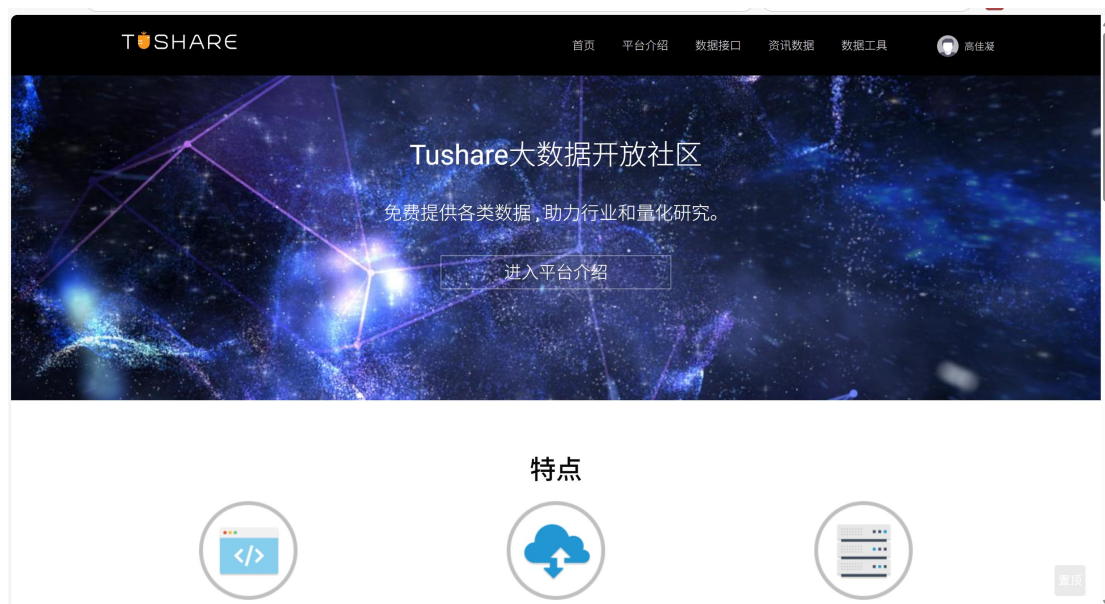 TUSHARE
首页 平台介绍 数据接口 资讯数据 数据工具 高佳凝
Tushare大数据开放社区
免费提供各类数据,助力行业和量化研究。
进入平台介绍
特点
</>
置顶